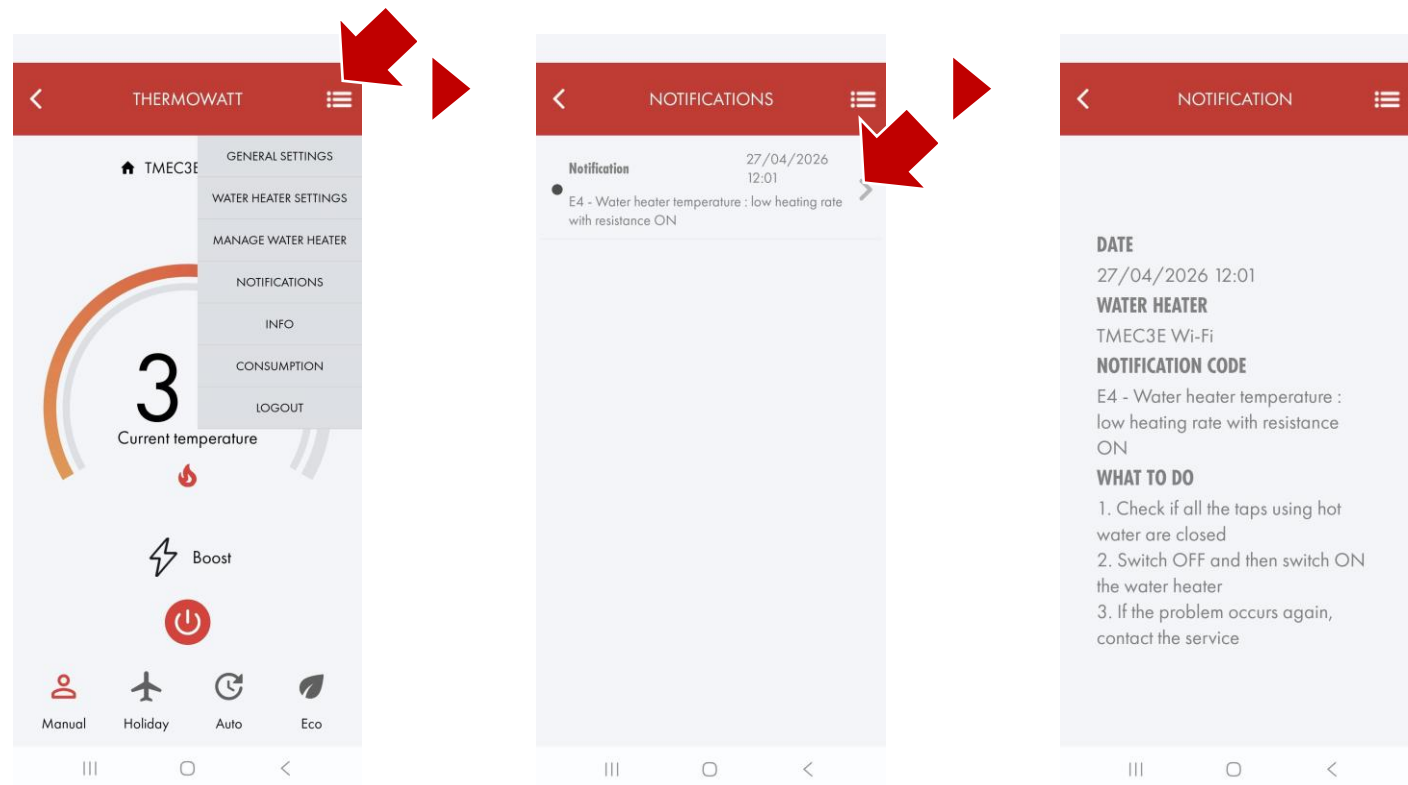 THERMOWATT
TMEC3E
GENERAL SETTINGS
WATER HEATER SETTINGS
MANAGE WATER HEATER
NOTIFICATIONS
INFO
CONSUMPTION
LOGOUT
3
Current temperature
Boost
Manual
Holiday
Auto
Eco
NOTIFICATIONS
Notification
27/04/2026
12:01
E4 - Water heater temperature : low heating rate
with resistance ON
NOTIFICATION
DATE
27/04/2026 12:01
WATER HEATER
TMEC3E Wi-Fi
NOTIFICATION CODE
E4 - Water heater temperature :
low heating rate with resistance
ON
WHAT TO DO
1. Check if all the taps using hot
water are closed
2. Switch OFF and then switch ON
the water heater
3. If the problem occurs again,
contact the service